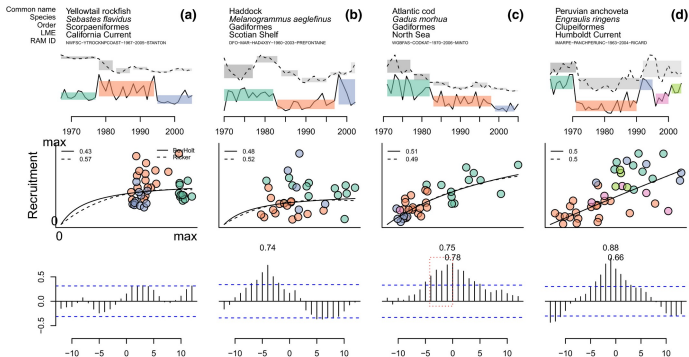 Common name Yellowtail rockfish (a) Haddock (b) Atlantic cod (c) Peruvian anchoveta (d)
Species Sebastes flavidus Melanogrammus aeglefinus Gadus morhua Engraulis ringens
Order Scorpaeniformes Gadiformes Gadiformes Clupeiformes
LME California Current Scotian Shelf North Sea Humboldt Current
RAM ID
1970 1980 1990 2000 1970 1980 1990 2000 1970 1980 1990 2000 1970 1980 1990 2000
max
0.43 0.48 0.51 0.5
0.57 Ricker 0.52 0.49 0.5
Recruitment
0
0 max
0.74 0.75 0.88
0.78 0.66
0.5
0.0
−0.5
−10 −5 0 5 10 −10 −5 0 5 10 −10 −5 0 5 10 −10 −5 0 5 10